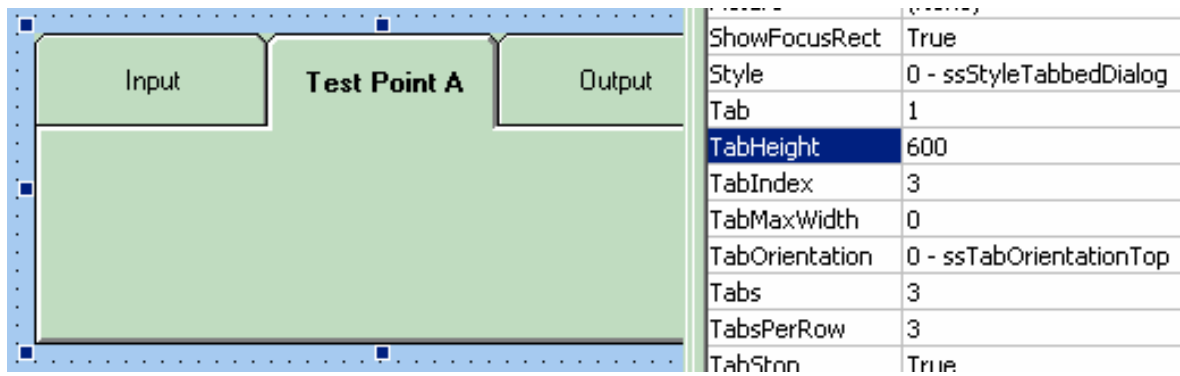 Input Test Point A Output
ShowFocusRect True
Style 0 - ssStyleTabbedDialog
Tab 1
TabHeight 600
TabIndex 3
TabMaxWidth 0
TabOrientation 0 - ssTabOrientationTop
Tabs 3
TabsPerRow 3
TabStop True